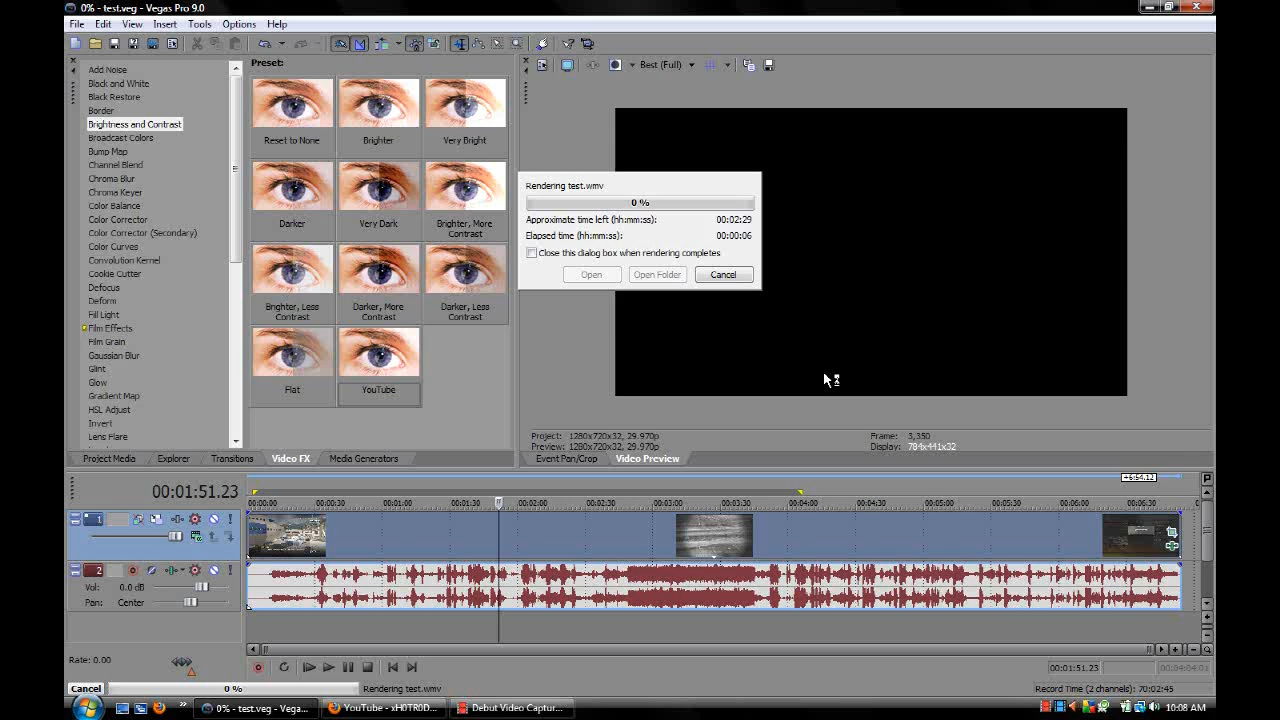 0% - test.veg - Vegas Pro 9.0
File Edit View Insert Tools Options Help
Add Noise
Black and White
Black Restore
Border
Brightness and Contrast
Broadcast Colors
Bump Map
Channel Blend
Chroma Blur
Chroma Keyer
Color Balance
Color Corrector
Color Corrector (Secondary)
Color Curves
Convolution Kernel
Cookie Cutter
Defocus
Deform
Fill Light
Film Effects
Film Grain
Gaussian Blur
Glint
Glow
Gradient Map
HSL Adjust
Invert
Lens Flare
Preset:
Reset to None Brighter Very Bright
Darker Very Dark Brighter, More Contrast
Brighter, Less Contrast Darker, More Contrast Darker, Less Contrast
Flat YouTube
Best (Full)
Rendering test.wmv
0 %
Approximate time left (hh:mm:ss): 00:02:29
Elapsed time (hh:mm:ss): 00:00:06
Close this dialog box when rendering completes
Open Open Folder Cancel
Project: 1280x720x32, 29.970p Frame: 3,350
Preview: 1280x720x32, 29.970p Display: 784x441x32
Project Media Explorer Transitions Video FX Media Generators Event Pan/Crop Video Preview
+6:54.12
00:01:51.23
00:00:00 00:00:30 00:01:00 00:01:30 00:02:00 00:02:30 00:03:00 00:03:30 00:04:00 00:04:30 00:05:00 00:05:30 00:06:00 00:06:30
1
2
Vol: 0.0 dB
Pan: Center
Rate: 0.00
00:01:51.23 00:04:04:01
Cancel 0 % Rendering test.wmv Record Time (2 channels): 70:02:45
0% - test.veg - Vega... YouTube - xH0TR0D... Debut Video Captur... 10:08 AM